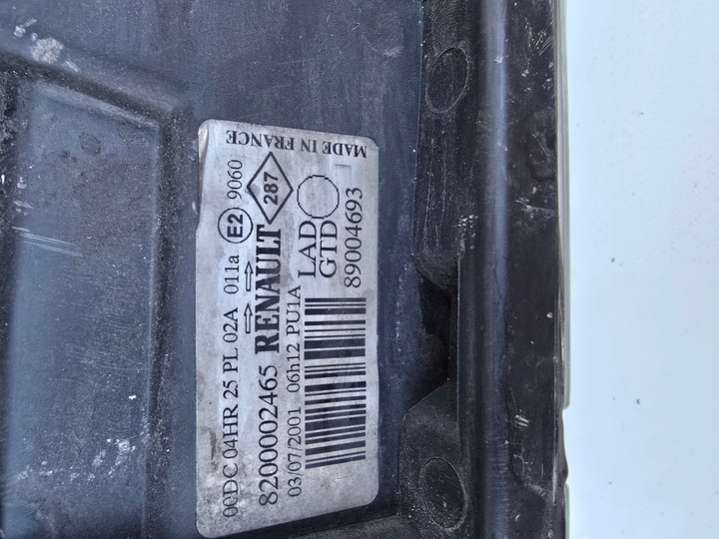 00DC 04HR 25 PL 02A 011a E2 9060
8200002465 RENAULT 287
03/07/2001 06h12 PU1A
LAD
GTD
89004693
MADE IN FRANCE